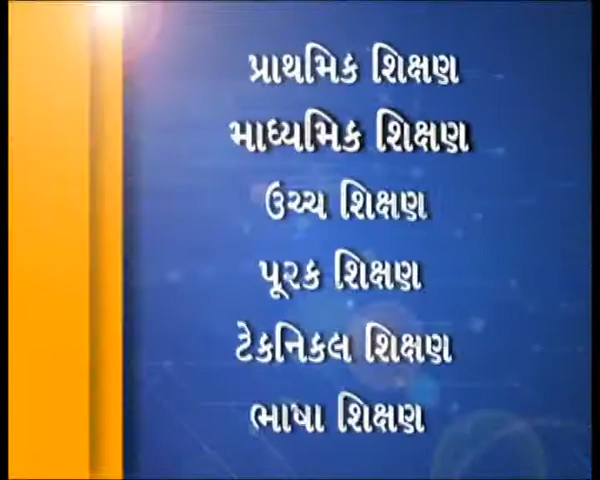 પ્રાથમિક શિક્ષણ
માધ્યમિક શિક્ષણ
ઉચ્ચ શિક્ષણ
પૂરક શિક્ષણ
ટેકનિકલ શિક્ષણ
ભાષા શિક્ષણ